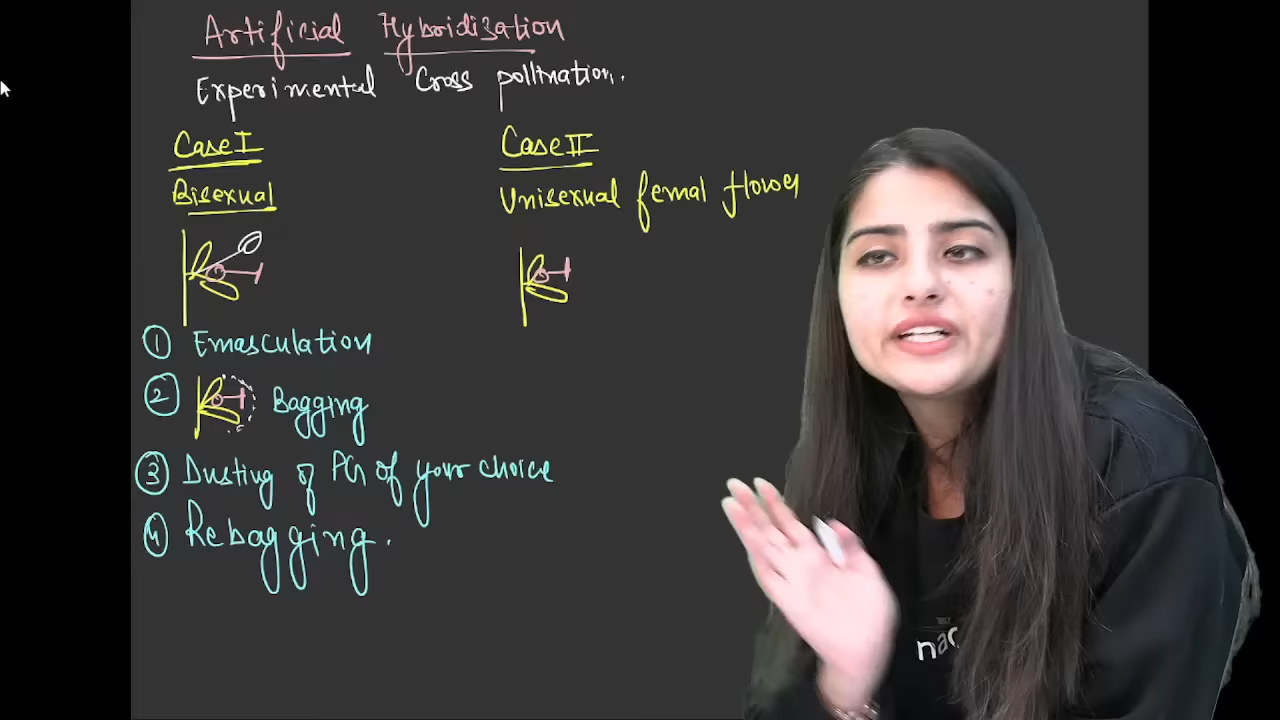 Artificial Hybridisation
Experimental Cross pollination.
Case I
Bisexual
① Emasculation
② Bagging
③ Dusting of PG of your choice
④ Rebagging.
Case II
Unisexual femal flower